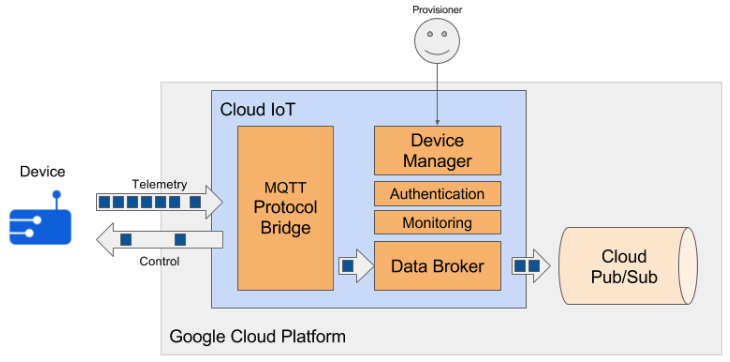 Provisioner
Cloud IoT
Device
Manager
Device
Telemetry
MQTT
Protocol
Bridge
Authentication
Monitoring
Control
Data Broker
Cloud
Pub/Sub
Google Cloud Platform